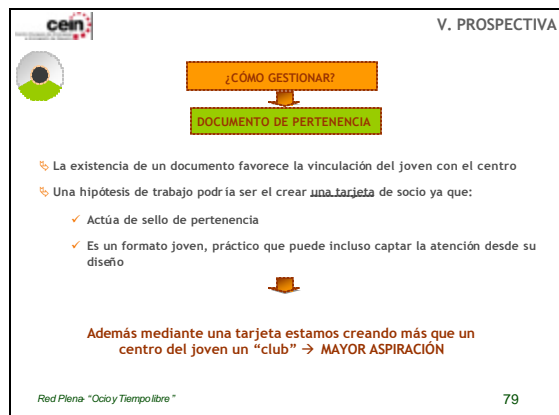 cein
V. PROSPECTIVA
¿CÓMO GESTIONAR?
DOCUMENTO DE PERTENENCIA
La existencia de un documento favorece la vinculación del joven con el centro
Una hipótesis de trabajo podría ser el crear una tarjeta de socio ya que:
✓ Actúa de sello de pertenencia
✓ Es un formato joven, práctico que puede incluso captar la atención desde su
diseño
Además mediante una tarjeta estamos creando más que un
centro del joven un “club” → MAYOR ASPIRACIÓN
Red Plena- “Ocio y Tiempo libre”
79